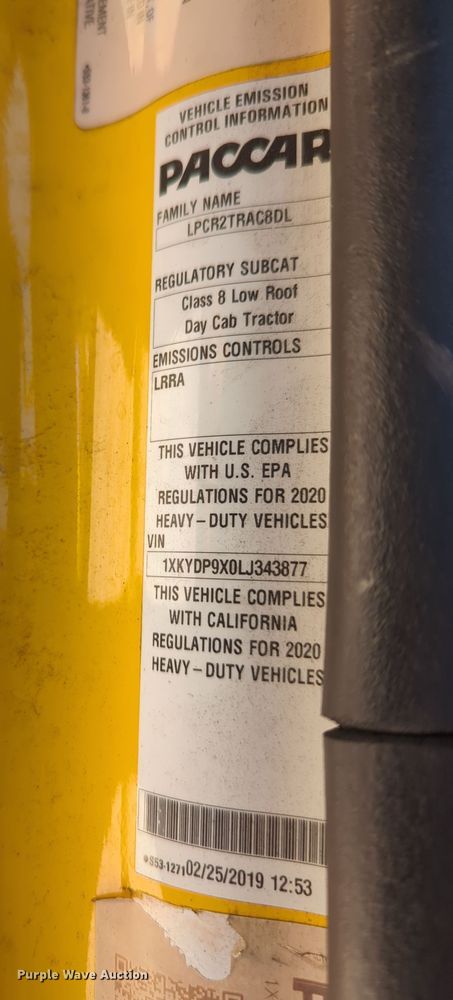 VEHICLE EMISSION
CONTROL INFORMATION
PACCAR
FAMILY NAME
LPCR2TRAC8DL
REGULATORY SUBCAT
Class 8 Low Roof
Day Cab Tractor
EMISSIONS CONTROLS
LRRA
THIS VEHICLE COMPLIES
WITH U.S. EPA
REGULATIONS FOR 2020
HEAVY-DUTY VEHICLES
VIN
1XKYDP9X0LJ343877
THIS VEHICLE COMPLIES
WITH CALIFORNIA
REGULATIONS FOR 2020
HEAVY-DUTY VEHICLES
S53-1271 02/25/2019 12:53
Purple Wave Auction